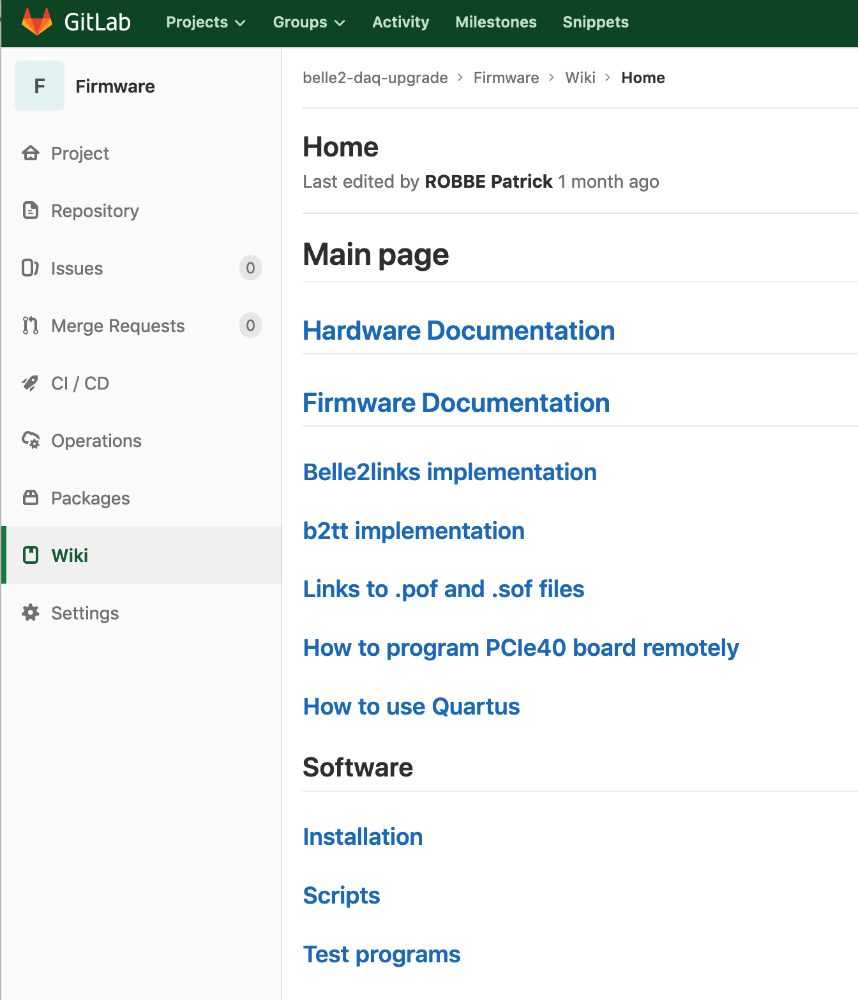 GitLab Projects Groups Activity Milestones Snippets
F Firmware
Project
Repository
Issues 0
Merge Requests 0
CI / CD
Operations
Packages
Wiki
Settings
belle2-daq-upgrade › Firmware › Wiki › Home
Home
Last edited by ROBBE Patrick 1 month ago
Main page
Hardware Documentation
Firmware Documentation
Belle2links implementation
b2tt implementation
Links to .pof and .sof files
How to program PCIe40 board remotely
How to use Quartus
Software
Installation
Scripts
Test programs